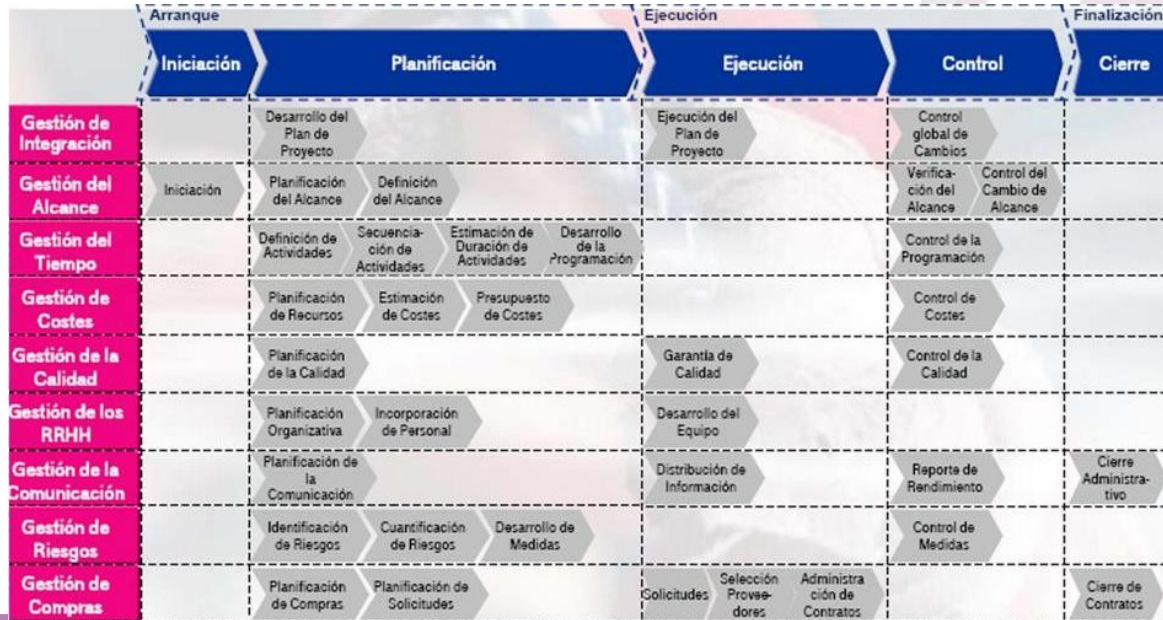 Arranque
Ejecución
Finalización
Iniciación
Planificación
Ejecución
Control
Cierre
Gestión de
Integración
Desarrollo del
Plan de
Proyecto
Ejecución del
Plan de
Proyecto
Control
global de
Cambios
Gestión del
Alcance
Iniciación
Planificación
del Alcance
Definición
del Alcance
Verifica-
ción del
Alcance
Control del
Cambio de
Alcance
Gestión del
Tiempo
Definición de
Actividades
Secuencia-
ción de
Actividades
Estimación de
Duración de
Actividades
Desarrollo
de la
Programación
Control de la
Programación
Gestión de
Costes
Planificación
de Recursos
Estimación
de Costes
Presupuesto
de Costes
Control de
Costes
Gestión de la
Calidad
Planificación
de la Calidad
Garantía de
Calidad
Control de la
Calidad
Gestión de los
RRHH
Planificación
Organizativa
Incorporación
de Personal
Desarrollo del
Equipo
Gestión de la
Comunicación
Planificación de
la
Comunicación
Distribución de
Información
Reporte de
Rendimiento
Cierre
Administra-
tivo
Gestión de
Riesgos
Identificación
de Riesgos
Cuantificación
de Riesgos
Desarrollo de
Medidas
Control de
Medidas
Gestión de
Compras
Planificación
de Compras
Planificación de
Solicitudes
Solicitudes
Selección
Provee-
dores
Administra
ción de
Contratos
Cierre de
Contratos